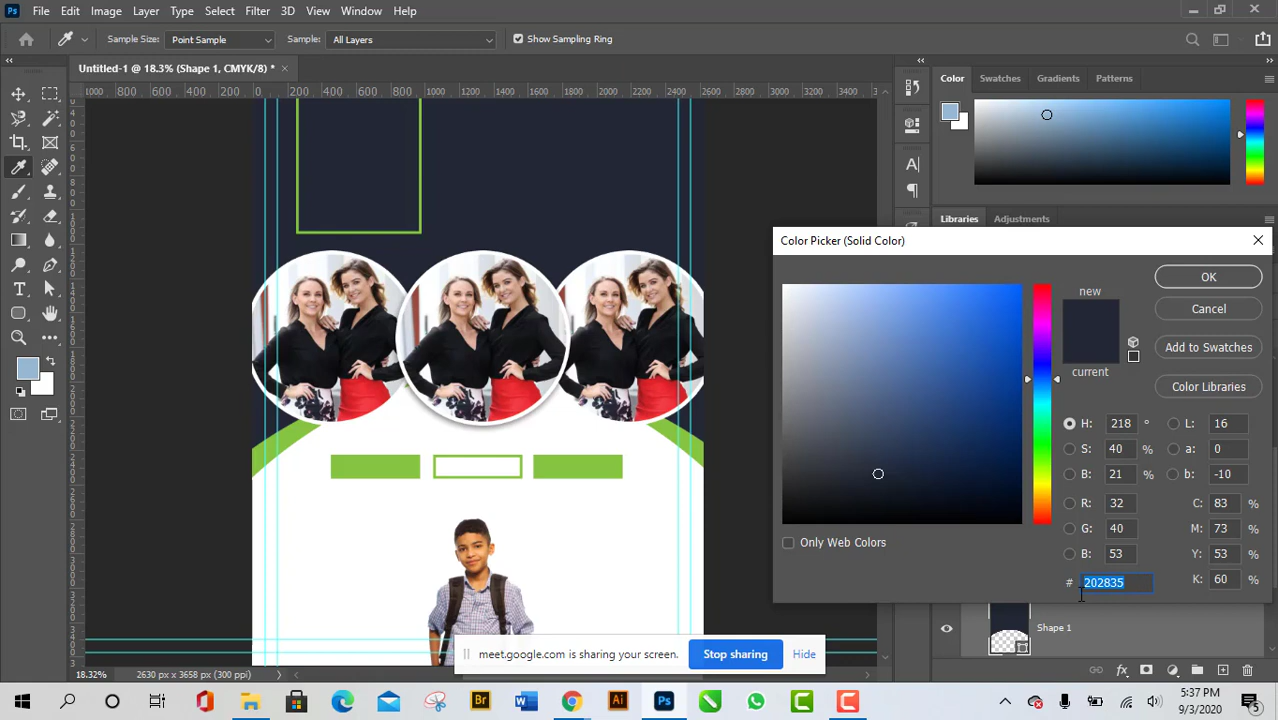 Ps File Edit Image Layer Type Select Filter 3D View Window Help
Sample Size: Point Sample Sample: All Layers Show Sampling Ring
Untitled-1 @ 18.3% (Shape 1, CMYK/8) *
1000 800 600 400 200 0 200 400 600 800 1000 1200 1400 1600 1800 2000 2200 2400 2600 2800 3000 3200 3400 3
Color Swatches Gradients Patterns
Libraries Adjustments
Color Picker (Solid Color)
new
current
OK
Cancel
Add to Swatches
Color Libraries
H: 218 ° L: 16
S: 40 % a: 0
B: 21 % b: -10
R: 32 C: 83 %
G: 40 M: 73 %
B: 53 Y: 53 %
# 202835 K: 60 %
Only Web Colors
Shape 1
meet.google.com is sharing your screen. Stop sharing Hide
18.32% 2630 px x 3658 px (300 ppi)
Br W Ai Ps C C
5:37 PM
9/3/2020
5